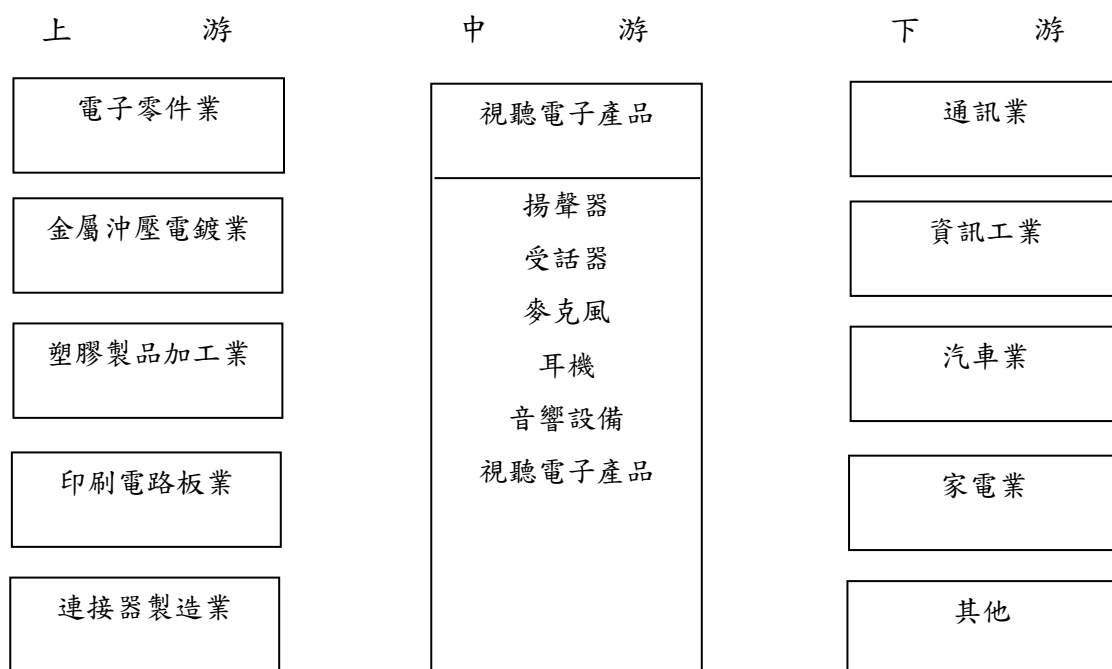 上游
電子零件業
金屬沖壓電鍍業
塑膠製品加工業
印刷電路板業
連接器製造業
中游
視聽電子產品
揚聲器
受話器
麥克風
耳機
音響設備
視聽電子產品
下游
通訊業
資訊工業
汽車業
家電業
其他